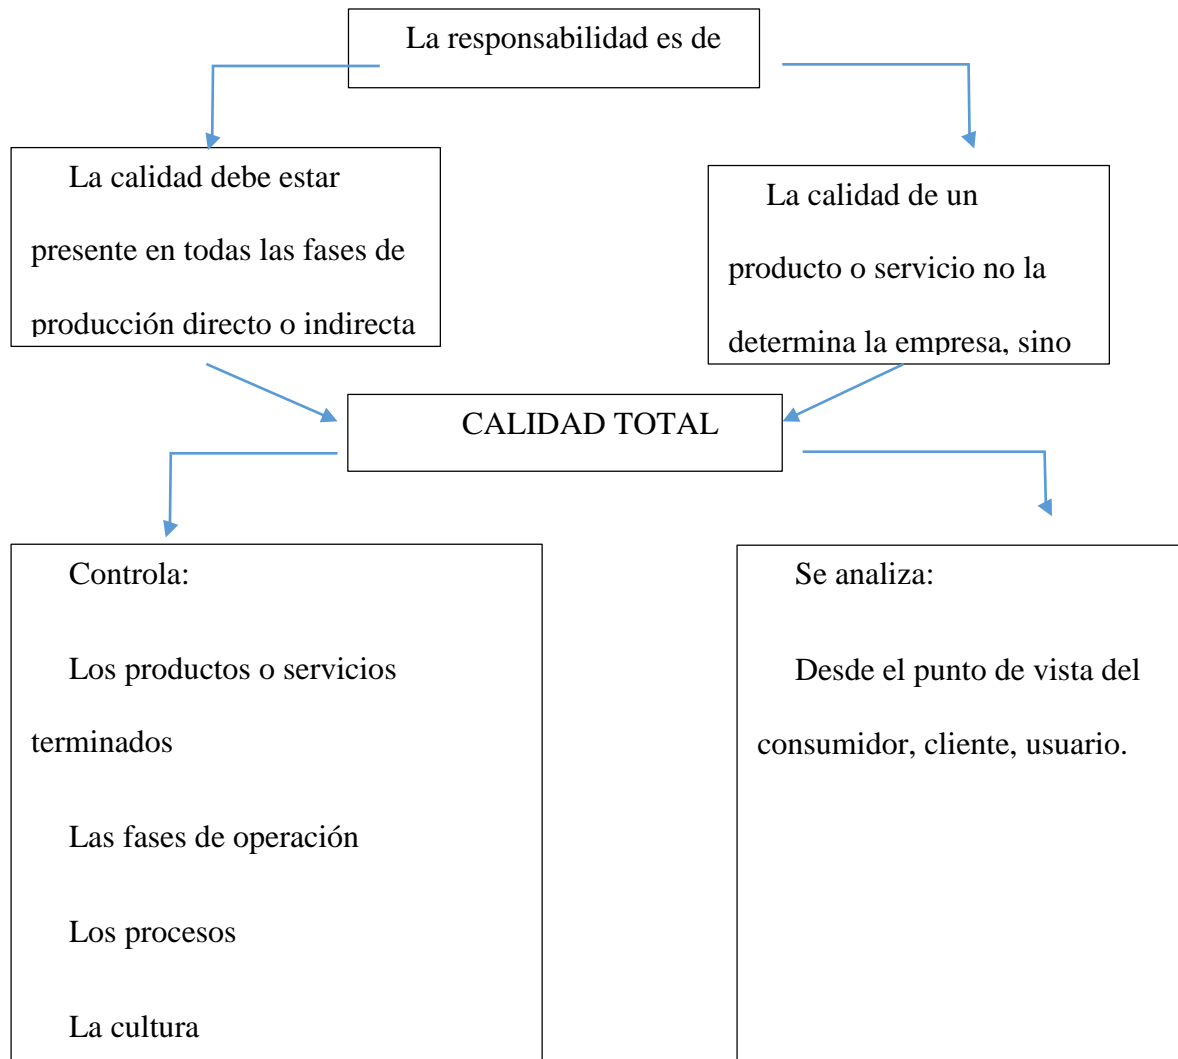 La responsabilidad es de
La calidad debe estar
presente en todas las fases de
producción directo o indirecta
La calidad de un
producto o servicio no la
determina la empresa, sino
CALIDAD TOTAL
Controla:
Los productos o servicios
terminados
Las fases de operación
Los procesos
La cultura
Se analiza:
Desde el punto de vista del
consumidor, cliente, usuario.